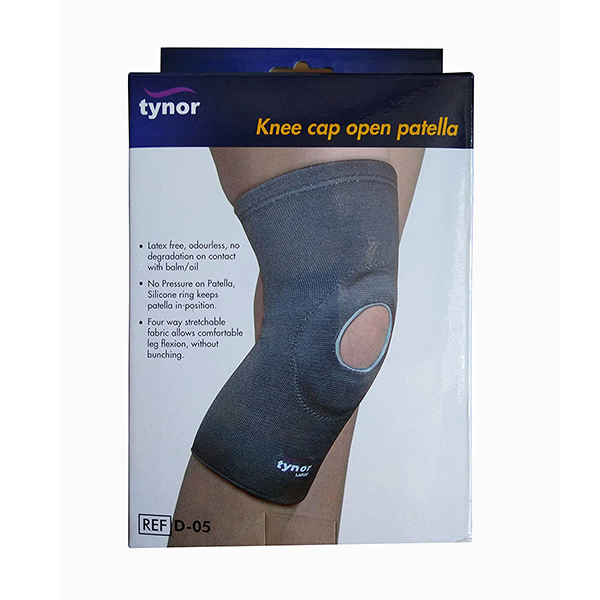 tynor
Knee cap open patella
• Latex free, odourless, no
degradation on contact
with balm/oil
• No Pressure on Patella,
Silicone ring keeps
patella in position.
• Four way stretchable
fabric allows comfortable
leg flexion, without
bunching.
tynor
LARGE
REF D-05